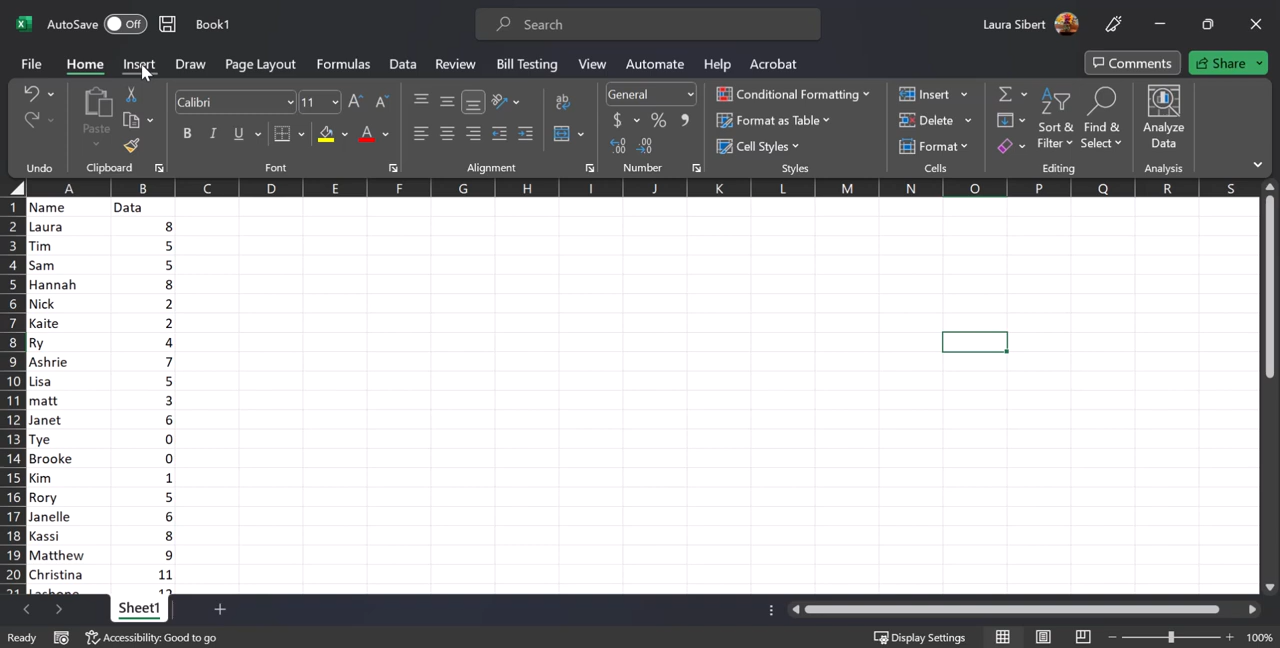 AutoSave Off Book1 Search Laura Sibert
File Home Insert Draw Page Layout Formulas Data Review Bill Testing View Automate Help Acrobat Comments Share
Calibri 11 A A General Conditional Formatting Insert
Paste ab c $ % 9 Format as Table Delete Sort & Find & Analyze
B I U A Cell Styles Format Filter Select Data
Undo Clipboard Font Alignment Number Styles Cells Editing Analysis
A B C D E F G H I J K L M N O P Q R S
1 Name Data
2 Laura 8
3 Tim 5
4 Sam 5
5 Hannah 8
6 Nick 2
7 Kaite 2
8 Ry 4
9 Ashrie 7
10 Lisa 5
11 matt 3
12 Janet 6
13 Tye 0
14 Brooke 0
15 Kim 1
16 Rory 5
17 Janelle 6
18 Kassi 8
19 Matthew 9
20 Christina 11
Sheet1
Ready Accessibility: Good to go Display Settings 100%